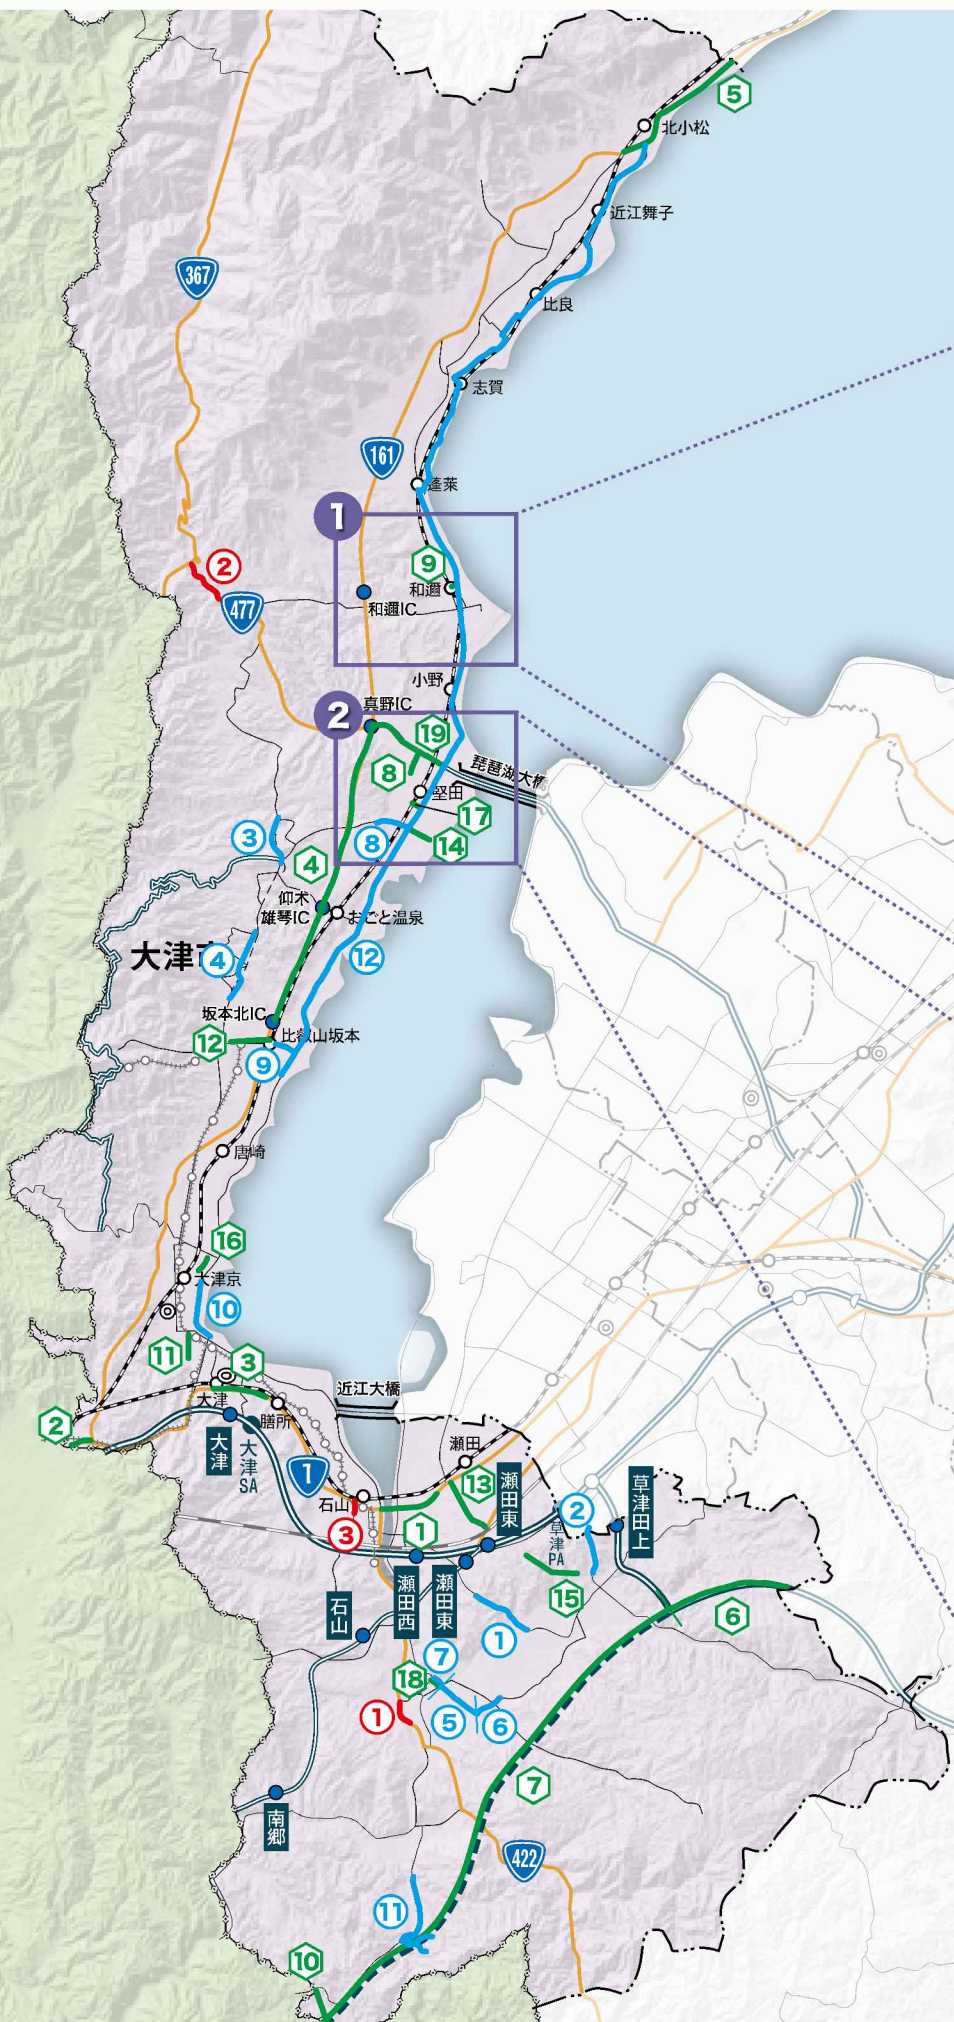 5
北小松
近江舞子
367
比良
志賀
161
蓬莱
1
2
9
和邇
和邇IC
477
小野
真野IC
2
19
琵琶湖大橋
8
堅田
17
3
8
14
4
仰木
雄琴IC
おごと温泉
大津
4
12
坂本北IC
12
比叡山坂本
9
唐崎
16
大津京
10
11
3
近江大橋
大津
2
膳所
大津
大津SA
瀬田
1
13
瀬田東
石山
2
草津田上
3
1
草津PA
瀬田西
瀬田東
15
石山
6
1
7
18
1
5
6
7
南郷
422
11
10